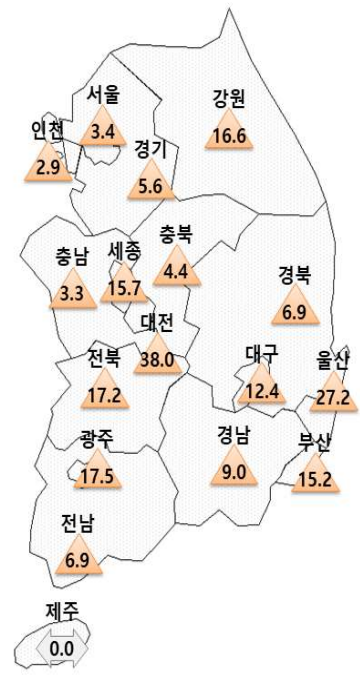 서울
3.4
강원
16.6
인천
2.9
경기
5.6
충북
4.4
세종
15.7
충남
3.3
경북
6.9
대전
38.0
전북
17.2
대구
12.4
울산
27.2
광주
17.5
경남
9.0
부산
15.2
전남
6.9
제주
0.0